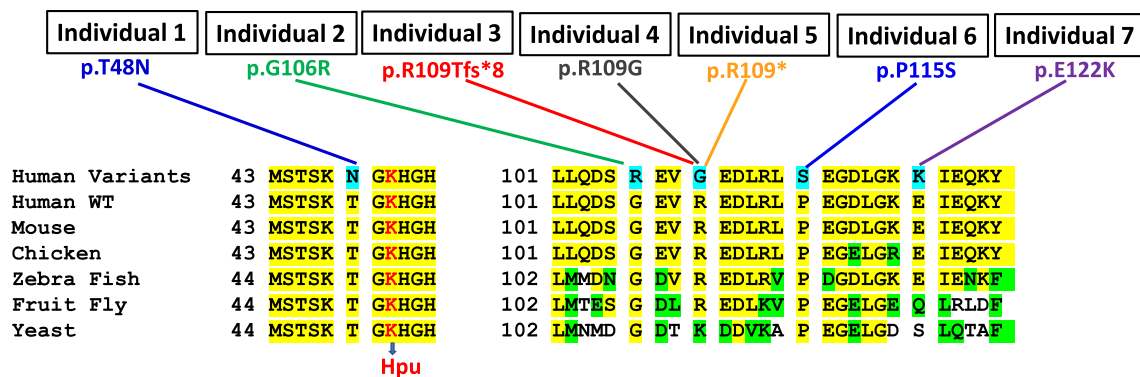 Individual 1 Individual 2 Individual 3 Individual 4 Individual 5 Individual 6 Individual 7
p.T48N p.G106R p.R109Tfs*8 p.R109G p.R109* p.P115S p.E122K
Human Variants 43 MSTSK N GKHGH 101 LLQDS R EV G EDLRL S EGDLGK K IEQKY
Human WT 43 MSTSK T GKHGH 101 LLQDS G EV R EDLRL P EGDLGK E IEQKY
Mouse 43 MSTSK T GKHGH 101 LLQDS G EV R EDLRL P EGDLGK E IEQKY
Chicken 43 MSTSK T GKHGH 101 LLQDS G EV R EDLRL P EGELGR E IEQKY
Zebra Fish 44 MSTSK T GKHGH 102 LMMDN G DV R EDLRV P DGDLGK E IENKF
Fruit Fly 44 MSTSK T GKHGH 102 LMTES G DL R EDLKV P EGELGE Q LRLDF
Yeast 44 MSTSK T GKHGH 102 LMNMD G DT K DDVKA P EGELGD S LQTAF
Hpu